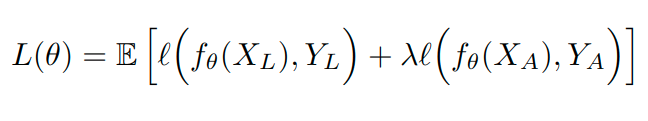 L(θ) = 𝔼 [ℓ(f_θ(X_L), Y_L) + λℓ(f_θ(X_A), Y_A)]